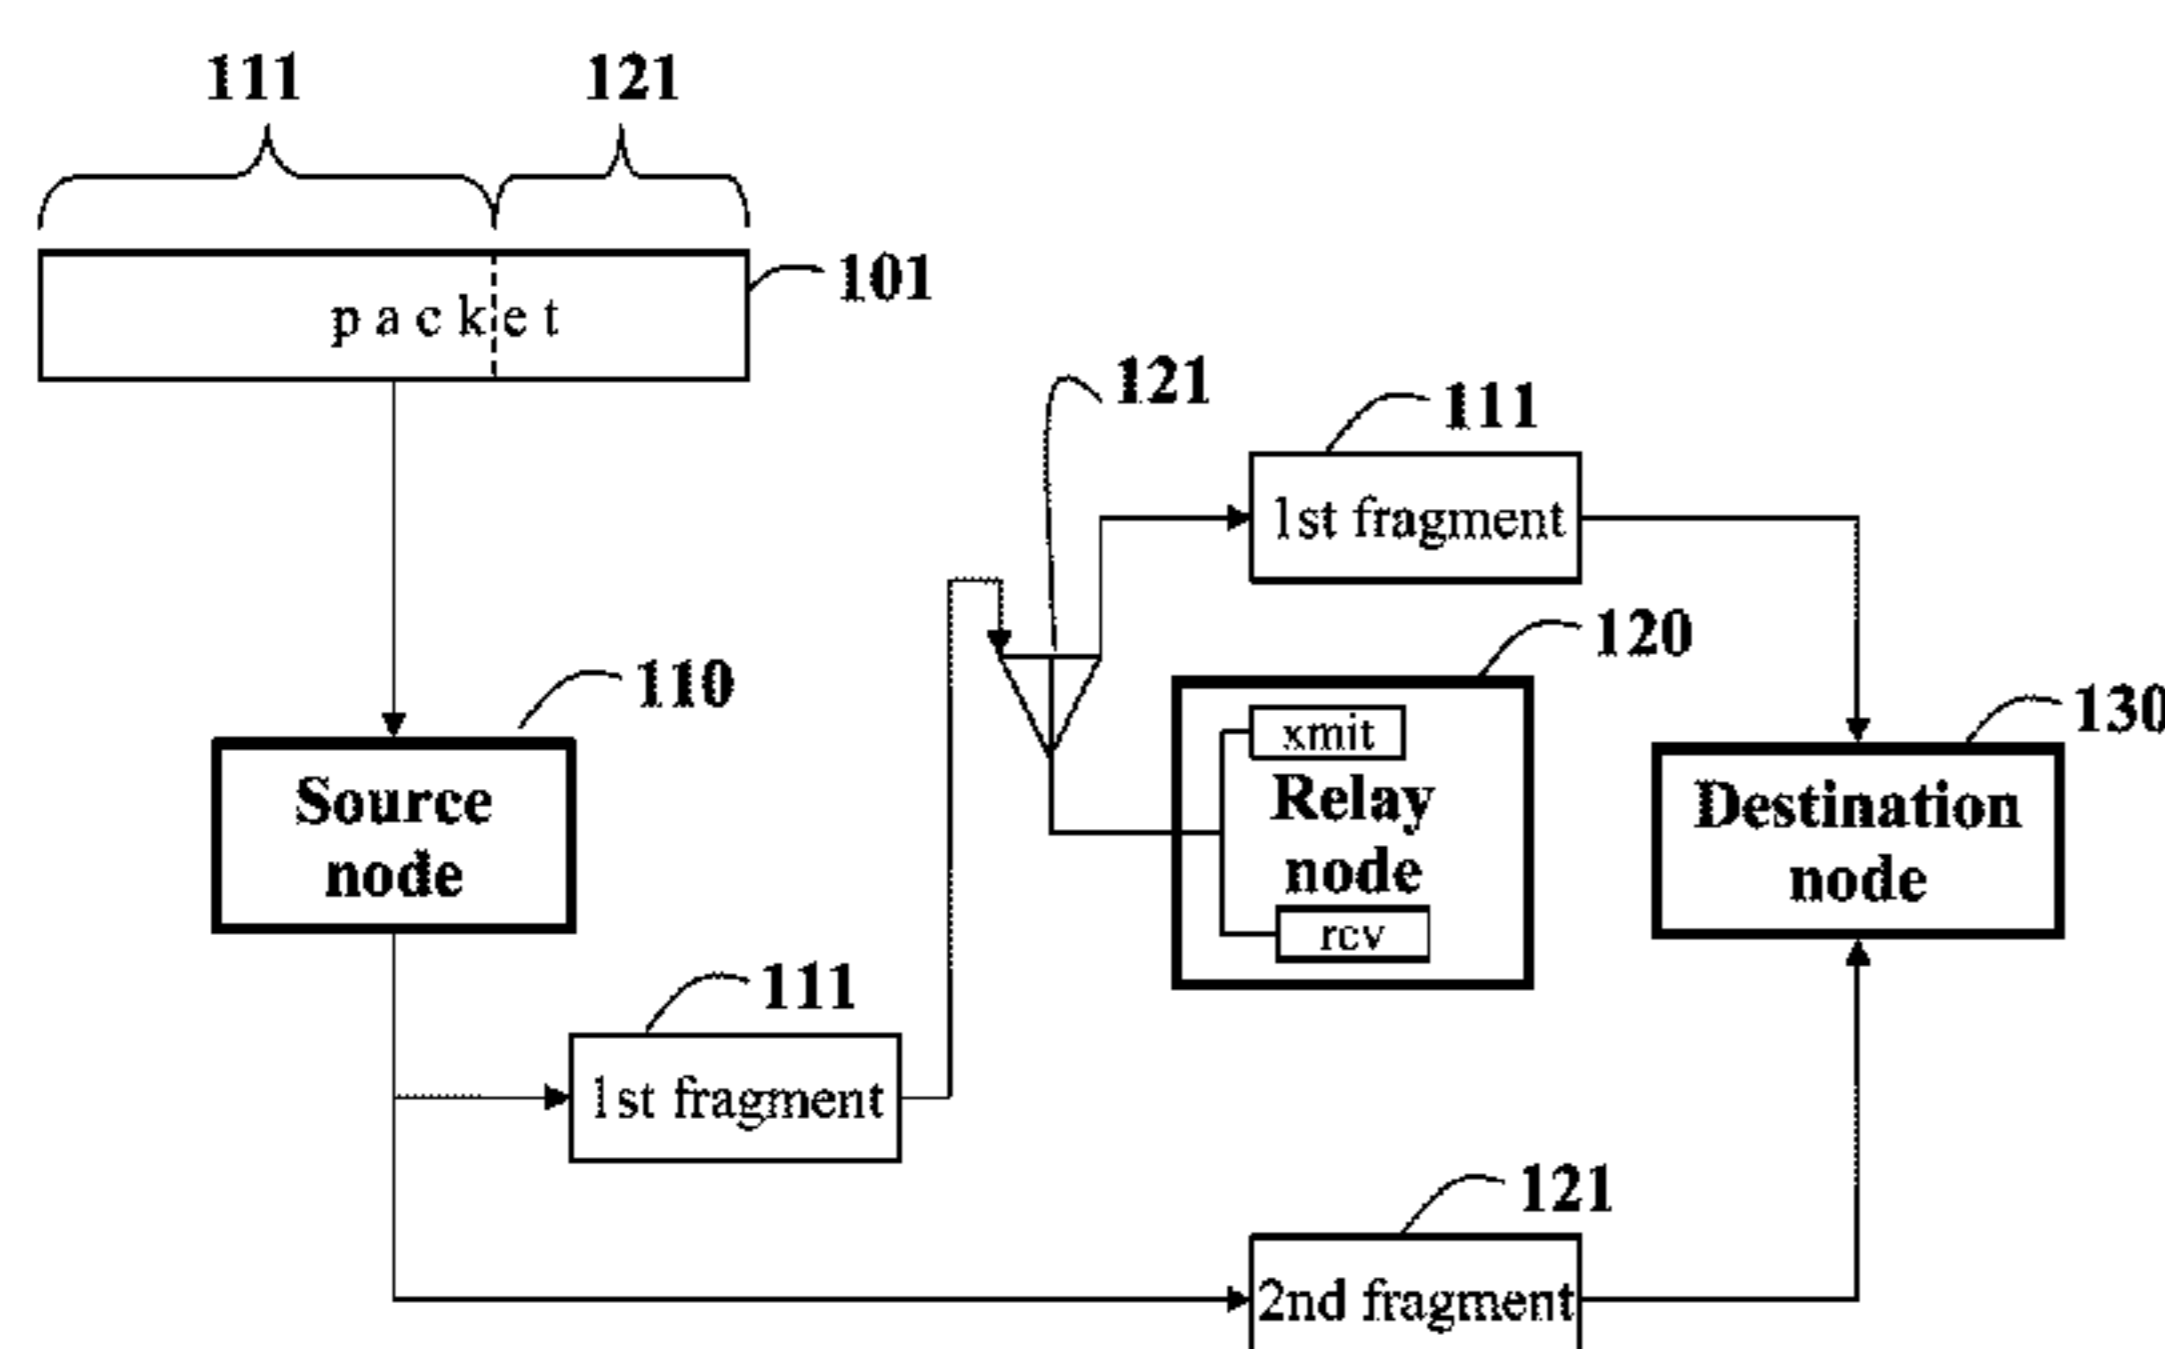 111
121
p a c k e t
101
121
111
1st fragment
120
110
130
xmit
Source
node
Relay
node
Destination
node
rcv
111
1st fragment
121
2nd fragment